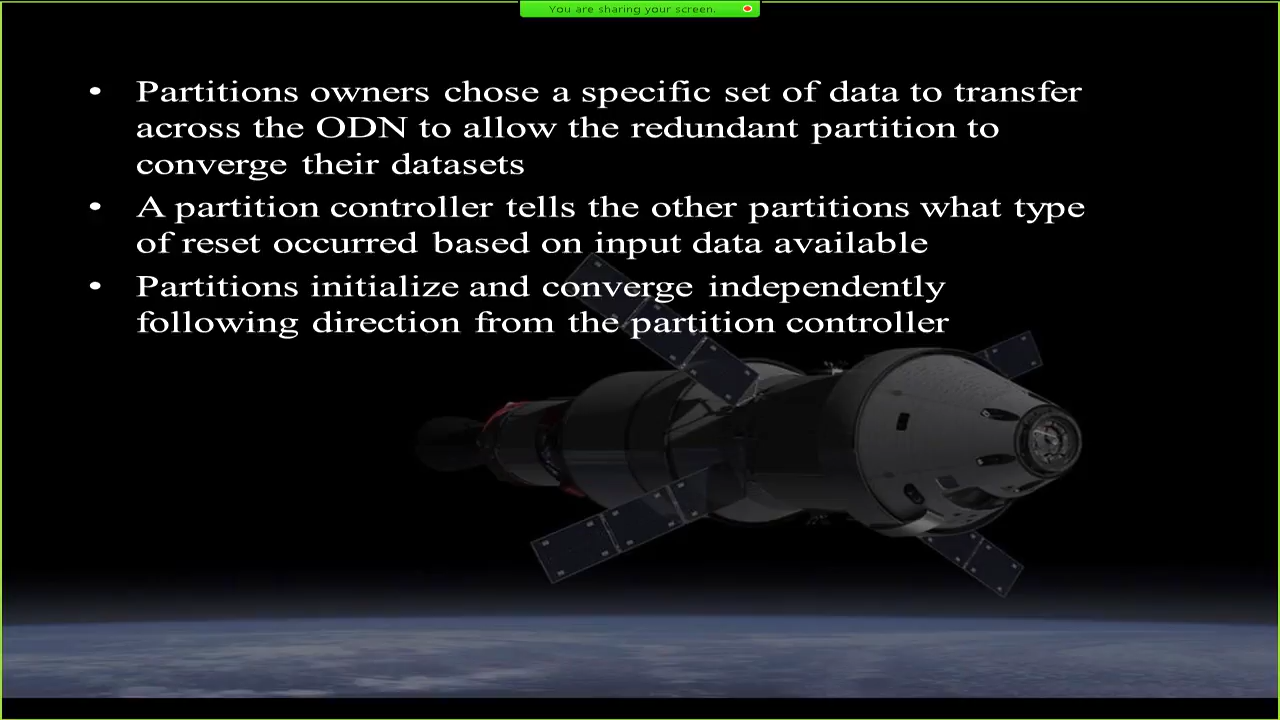 You are sharing your screen.
• Partitions owners chose a specific set of data to transfer
across the ODN to allow the redundant partition to
converge their datasets
• A partition controller tells the other partitions what type
of reset occurred based on input data available
• Partitions initialize and converge independently
following direction from the partition controller